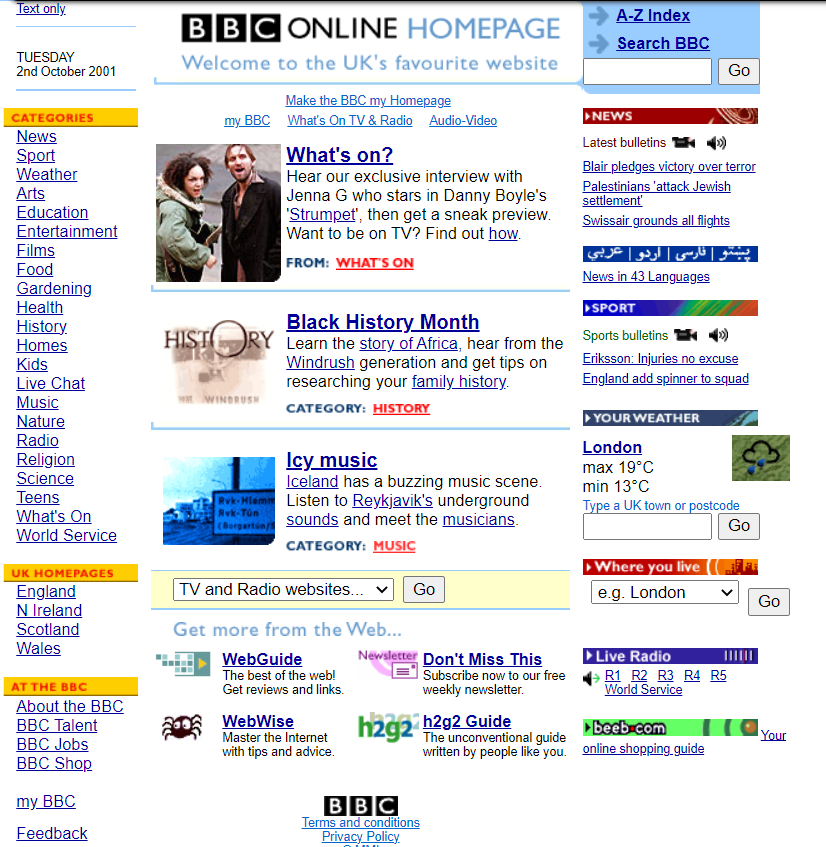 Text only
TUESDAY
2nd October 2001
BBC ONLINE HOMEPAGE
Welcome to the UK's favourite website
A-Z Index
Search BBC
Go
Make the BBC my Homepage
my BBC What's On TV & Radio Audio-Video
CATEGORIES
News
Sport
Weather
Arts
Education
Entertainment
Films
Food
Gardening
Health
History
Homes
Kids
Live Chat
Music
Nature
Radio
Religion
Science
Teens
What's On
World Service
UK HOMEPAGES
England
N Ireland
Scotland
Wales
AT THE BBC
About the BBC
BBC Talent
BBC Jobs
BBC Shop
my BBC
Feedback
What's on?
Hear our exclusive interview with
Jenna G who stars in Danny Boyle's
'Strumpet', then get a sneak preview.
Want to be on TV? Find out how.
FROM: WHAT'S ON
HISTORY
WINDRUSH
Black History Month
Learn the story of Africa, hear from the
Windrush generation and get tips on
researching your family history.
CATEGORY: HISTORY
Rvk-Hlemm
Rvk-Tún
(Borgartún/
Icy music
Iceland has a buzzing music scene.
Listen to Reykjavik's underground
sounds and meet the musicians.
CATEGORY: MUSIC
TV and Radio websites... Go
Get more from the Web...
WebGuide
The best of the web!
Get reviews and links.
Newsletter
Don't Miss This
Subscribe now to our free
weekly newsletter.
WebWise
Master the Internet
with tips and advice.
h2g2
h2g2 Guide
The unconventional guide
written by people like you.
BBC
Terms and conditions
Privacy Policy
NEWS
Latest bulletins
Blair pledges victory over terror
Palestinians 'attack Jewish
settlement'
Swissair grounds all flights
پښتو | فارسی | اردو | عربي
News in 43 Languages
SPORT
Sports bulletins
Eriksson: Injuries no excuse
England add spinner to squad
YOUR WEATHER
London
max 19°C
min 13°C
Type a UK town or postcode
Go
Where you live
e.g. London
Go
Live Radio
R1 R2 R3 R4 R5
World Service
beeb.com
Your
online shopping guide